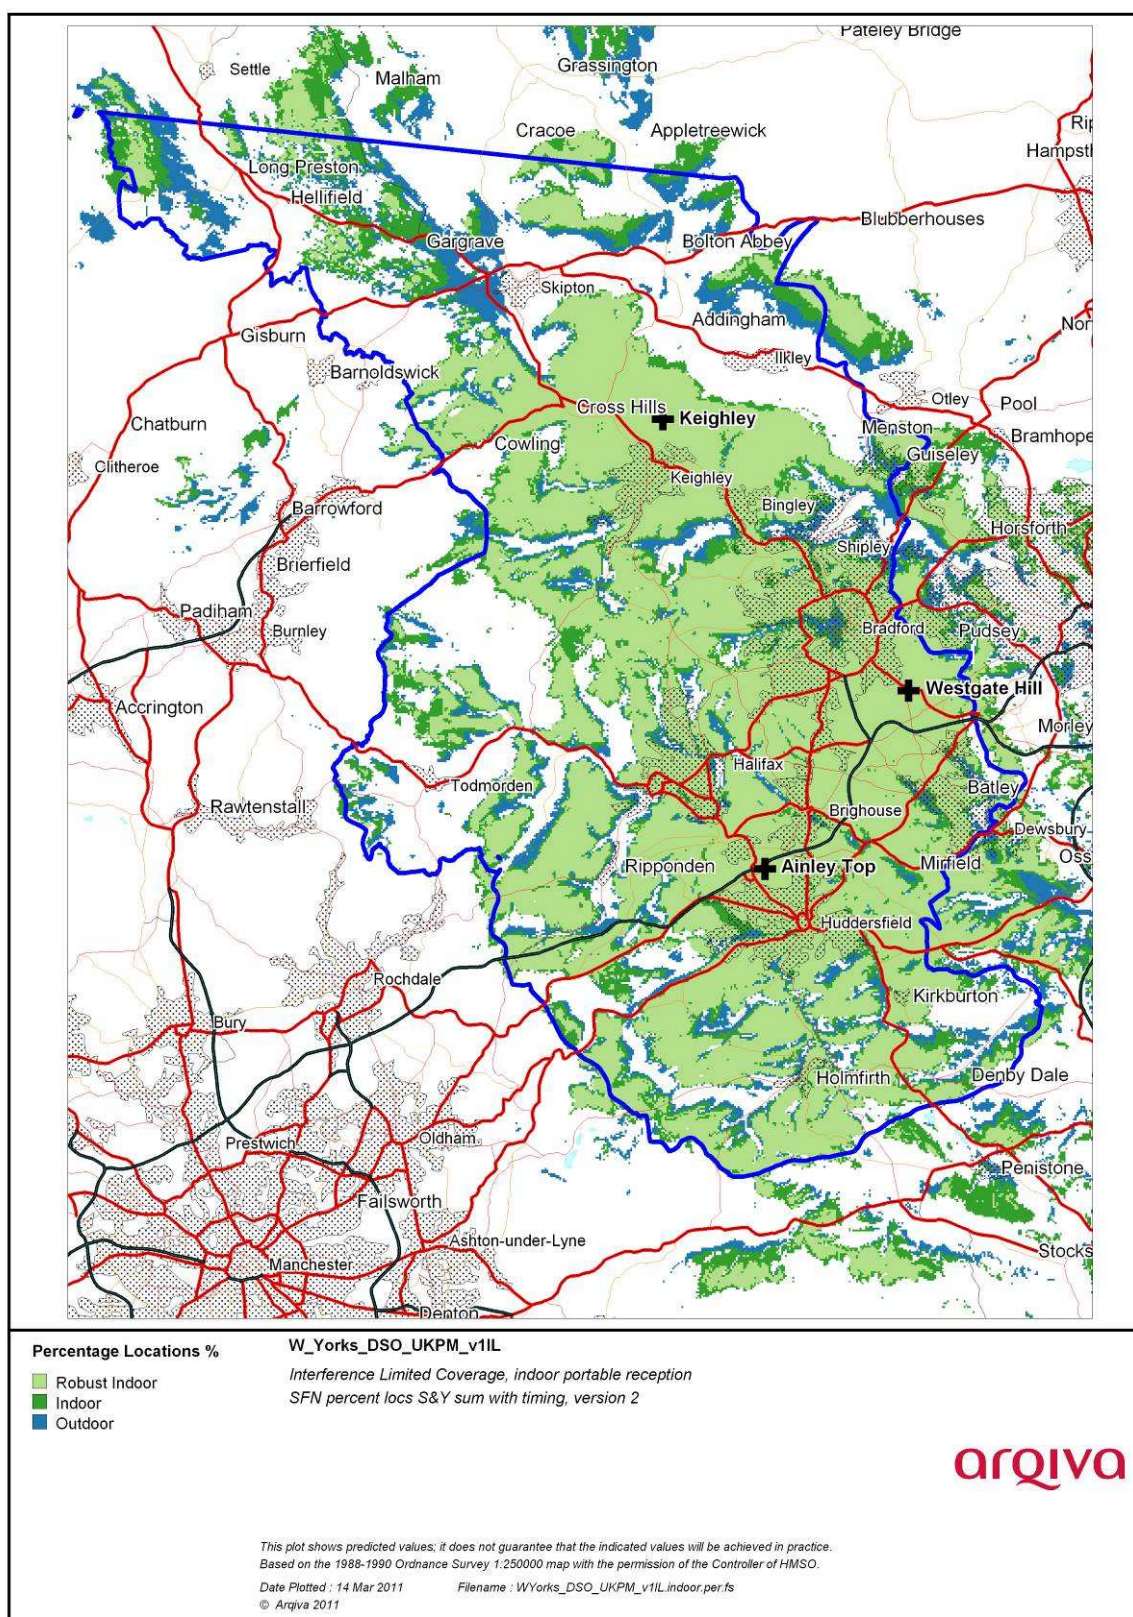 Pateley Bridge
Settle
Malham
Grassington
Cracoe
Appletreewick
Rip
Hampsth
Long Preston
Hellifield
Gargrave
Bolton Abbey
Blubberhouses
Skipton
Addingham
Nor
Gisburn
Ilkley
Barnoldswick
Otley
Pool
Chatburn
Cross Hills
Keighley
Menston
Bramhope
Cowling
Guiseley
Clitheroe
Keighley
Barrowford
Bingley
Horsforth
Shipley
Brierfield
Padiham
Burnley
Bradford
Pudsey
Westgate Hill
Accrington
Morley
Halifax
Todmorden
Batley
Rawtenstall
Brighouse
Dewsbury
Ripponden
Ainley Top
Mirfield
Oss
Huddersfield
Rochdale
Kirkburton
Bury
Holmfirth
Denby Dale
Prestwich
Oldham
Penistone
Failsworth
Ashton-under-Lyne
Stocks
Manchester
Denton
Percentage Locations %
Robust Indoor
Indoor
Outdoor
W_Yorks_DSO_UKPM_v1IL
Interference Limited Coverage, indoor portable reception
SFN percent locs S&Y sum with timing, version 2
arqiva
This plot shows predicted values; it does not guarantee that the indicated values will be achieved in practice.
Based on the 1988-1990 Ordnance Survey 1:250000 map with the permission of the Controller of HMSO.
Date Plotted : 14 Mar 2011 Filename : WYorks_DSO_UKPM_v1IL.indoor.per.fs
© Arqiva 2011